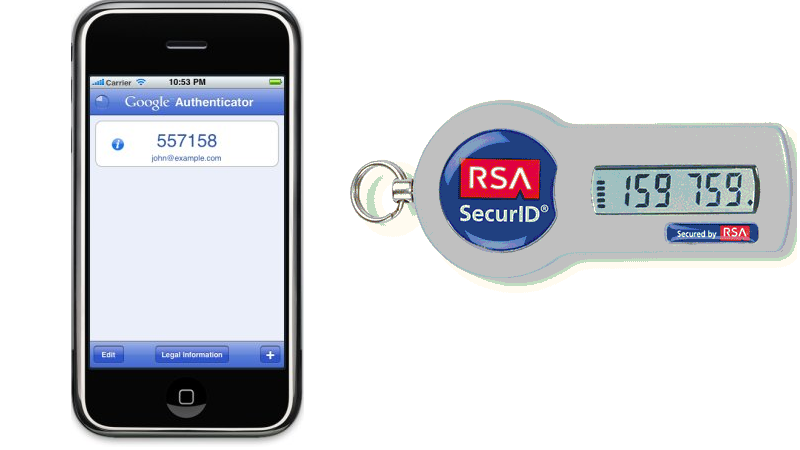 Carrier 10:53 PM
Google Authenticator
557158
john@example.com
Edit Legal Information +
RSA
SecurID®
159 759.
Secured by RSA